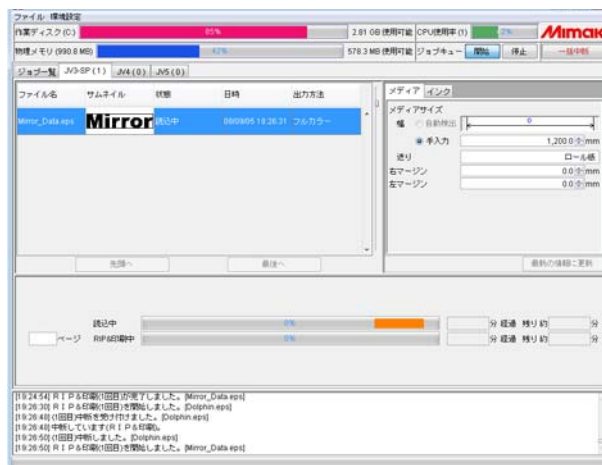 ファイル 環境設定
作業ディスク (C:) 85% 2.81 GB 使用可能 CPU使用率 (1)
Mimaki
物理メモリ (990.8 MB) 42% 578.3 MB 使用可能 ジョブキュー 開始 停止 一括中断
ジョブ一覧 JV3-SP ( 1 ) JV4 ( 0 ) JV5 ( 0 )
ファイル名 サムネイル 状態 日時 出力方法
Mirror_Data.eps Mirror 読込中 フルカラー
先頭へ 最後へ
メディア インク
メディアサイズ
幅 自動検出 0
手入力 1,200.0 mm
送り ロール紙
右マージン 0.0 mm
左マージン 0.0 mm
最新の情報に更新
読込中 0% 分 経過 残り 約 分
ページ RIP&印刷中 0% 分 経過 残り 約 分
[19:24:54] ＲＩＰ＆印刷(1回目)が完了しました。[Mirror_Data.eps]
[19:26:30] ＲＩＰ＆印刷(1回目)を開始しました。[Dolphin.eps]
[19:26:48] (1回目)中断を受け付けました。[Dolphin.eps]
[19:26:48] 中断しています(ＲＩＰ＆印刷)。
[19:26:50] (1回目)中断しました。[Dolphin.eps]
[19:26:50] ＲＩＰ＆印刷(1回目)を開始しました。[Mirror_Data.eps]